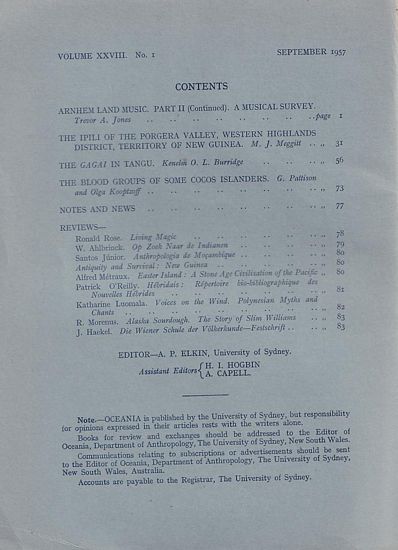 VOLUME XXVIII. No. 1 SEPTEMBER 1957
CONTENTS
ARNHEM LAND MUSIC. PART II (Continued). A MUSICAL SURVEY.
Trevor A. Jones .. .. .. .. .. .. ..page 1
THE IPILI OF THE PORGERA VALLEY, WESTERN HIGHLANDS
DISTRICT, TERRITORY OF NEW GUINEA. M. J. Meggitt .. „ 31
THE GAGAI IN TANGU. Kenelm O. L. Burridge .. .. .. „ 56
THE BLOOD GROUPS OF SOME COCOS ISLANDERS. G. Pattison
and Olga Kooptzoff .. .. .. .. .. .. .. „ 73
NOTES AND NEWS .. .. .. .. .. .. .. „ 77
REVIEWS—
Ronald Rose. Living Magic .. .. .. .. .. „ 78
W. Ahlbrinck. Op Zoek Naar de Indianen .. .. .. „ 79
Santos Júnior. Anthropologia de Moçambique .. .. .. „ 80
Antiquity and Survival: New Guinea .. .. .. .. „ 80
Alfred Métraux. Easter Island: A Stone Age Civilisation of the Pacific „ 80
Patrick O'Reilly. Hébridais: Répertoire bio-bibliographique des
Nouvelles Hébrides .. .. .. .. .. .. „ 81
Katharine Luomala. Voices on the Wind. Polynesian Myths and
Chants .. .. .. .. .. .. .. „ 82
R. Morenus. Alaska Sourdough. The Story of Slim Williams .. „ 83
J. Haekel. Die Wiener Schule der Völkerkunde—Festschrift .. .. „ 83
EDITOR—A. P. ELKIN, University of Sydney.
Assistant Editors { H. I. HOGBIN
A. CAPELL.
Note.—OCEANIA is published by the University of Sydney, but responsibility
for opinions expressed in their articles rests with the writers alone.
Books for review and exchanges should be addressed to the Editor of
Oceania, Department of Anthropology, The University of Sydney, New South Wales.
Communications relating to subscriptions or advertisements should be sent
to the Editor of Oceania, Department of Anthropology, The University of Sydney,
New South Wales, Australia.
Accounts are payable to the Registrar, The University of Sydney.